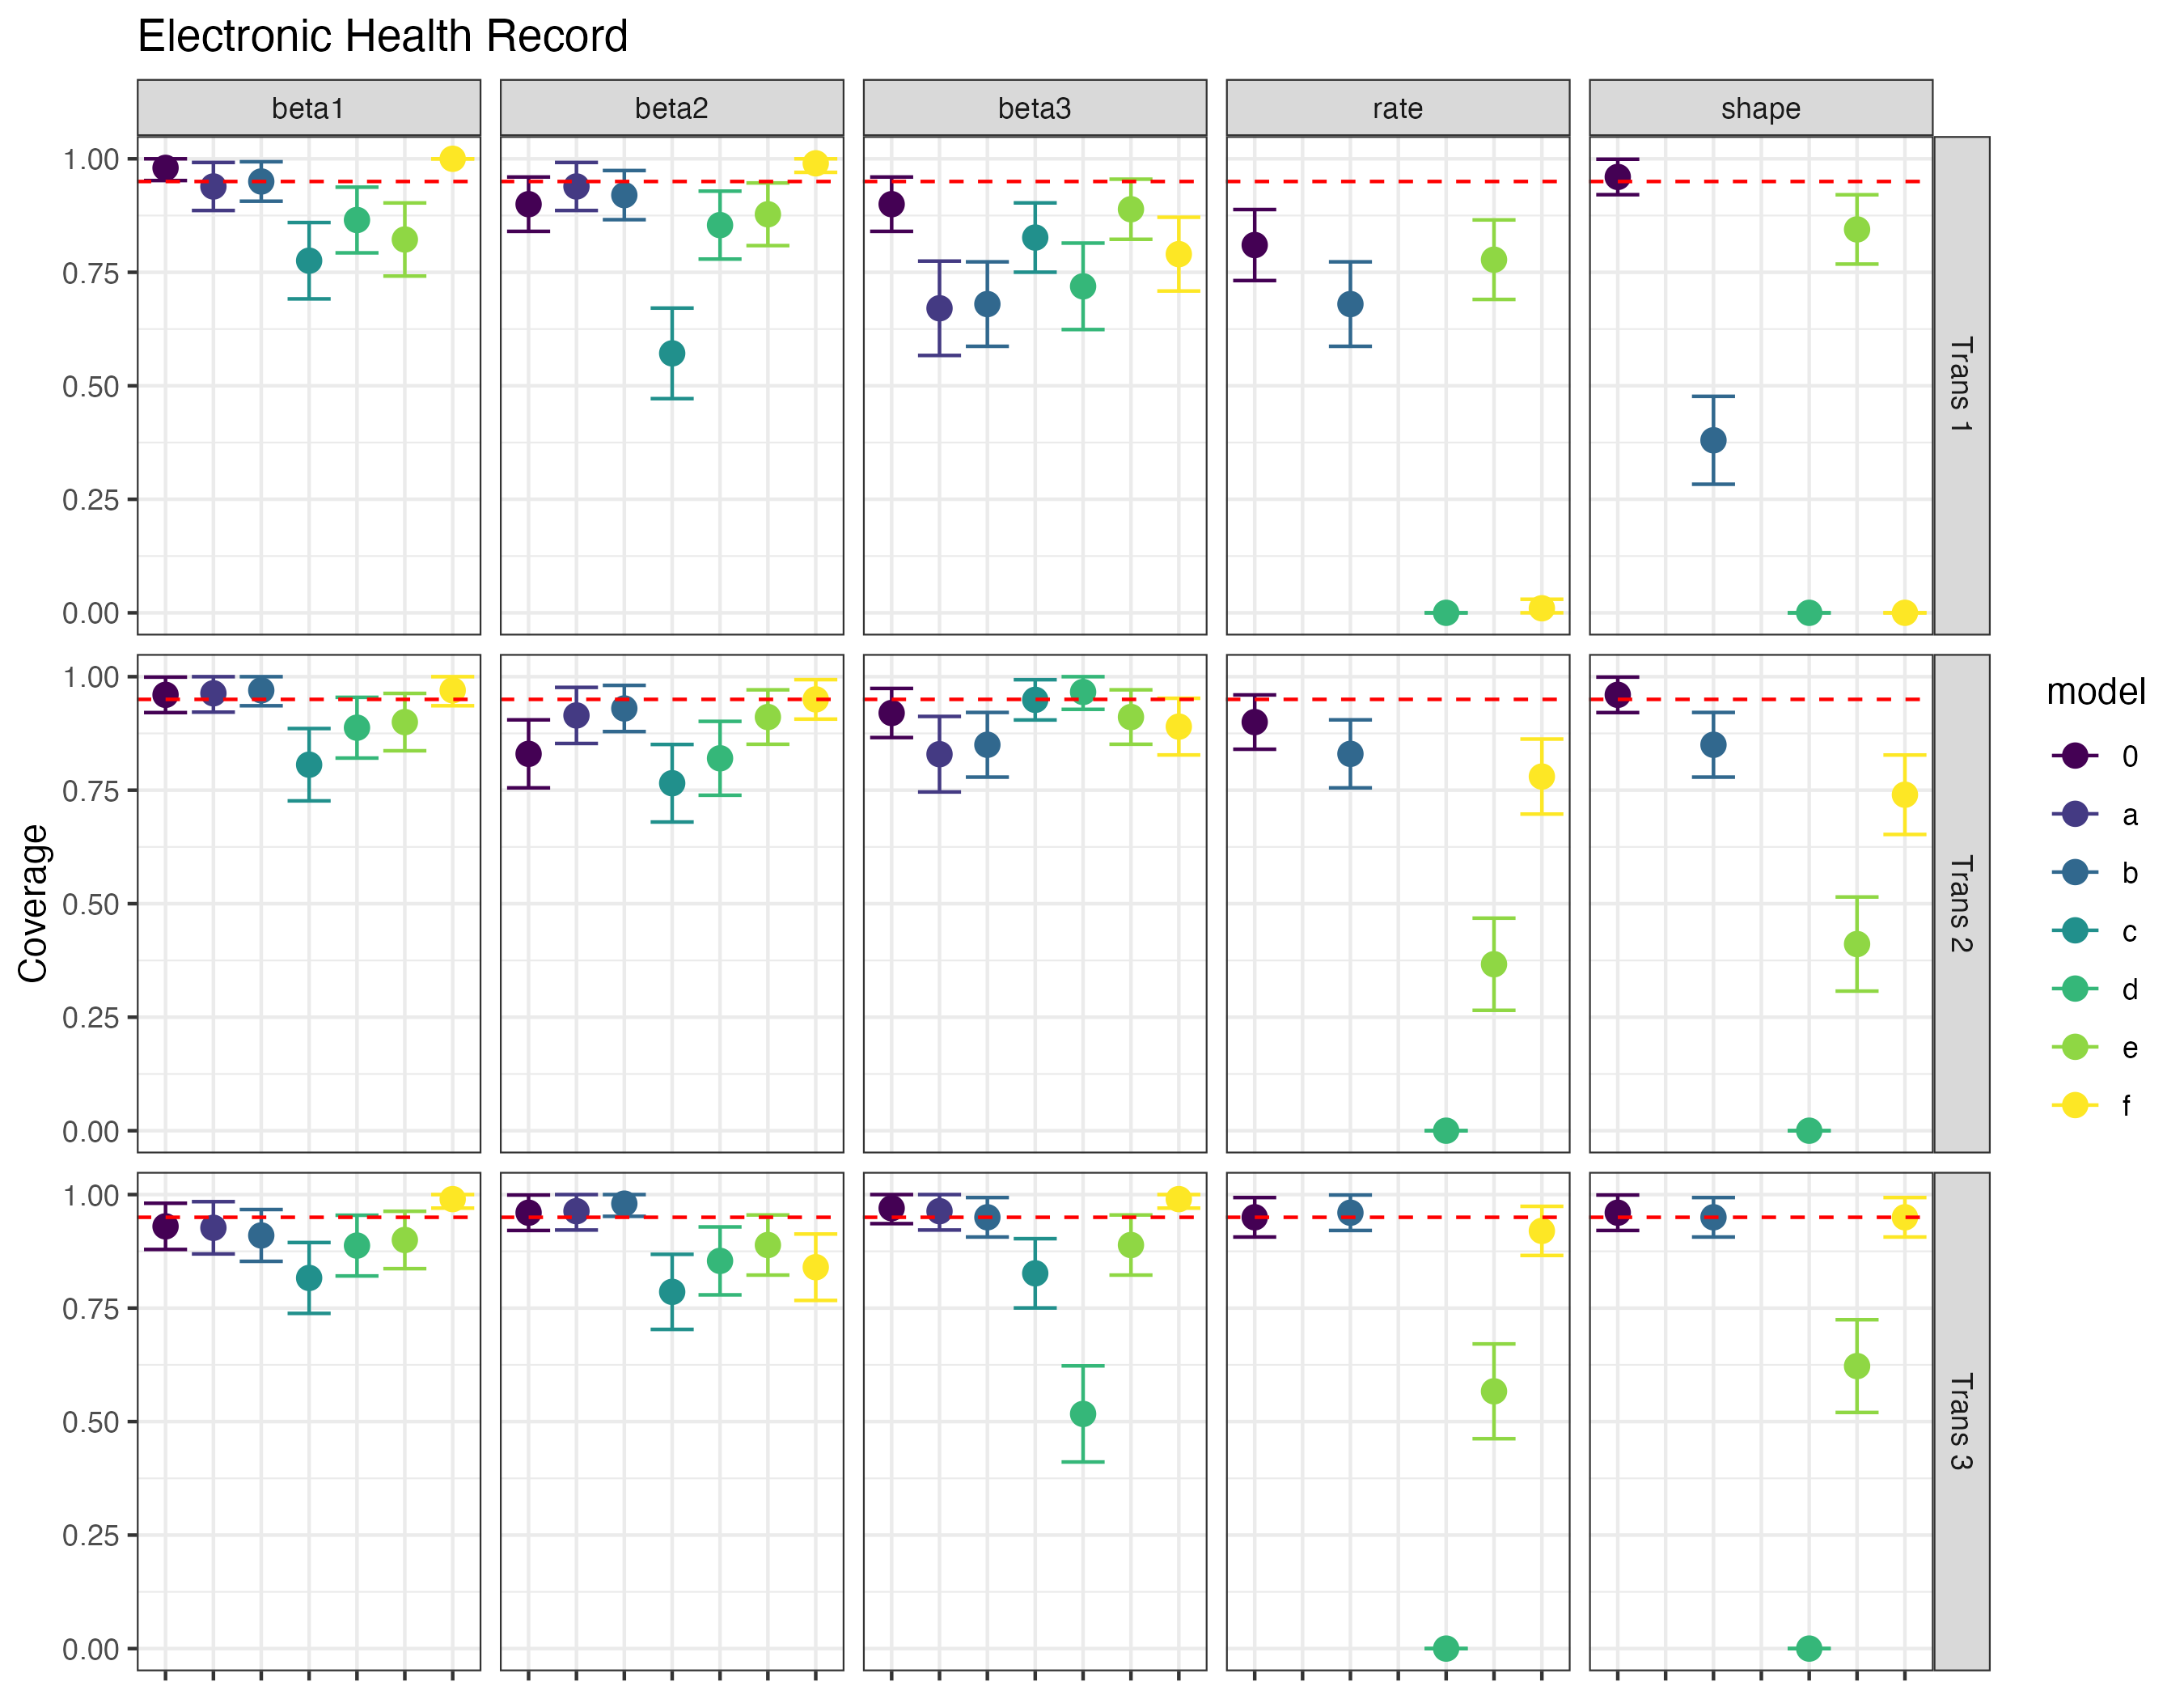 Electronic Health Record
beta1
beta2
beta3
rate
shape
1.00
0.75
0.50
0.25
0.00
Trans 1
1.00
0.75
0.50
0.25
0.00
Trans 2
1.00
0.75
0.50
0.25
0.00
Trans 3
Coverage
model
0
a
b
c
d
e
f